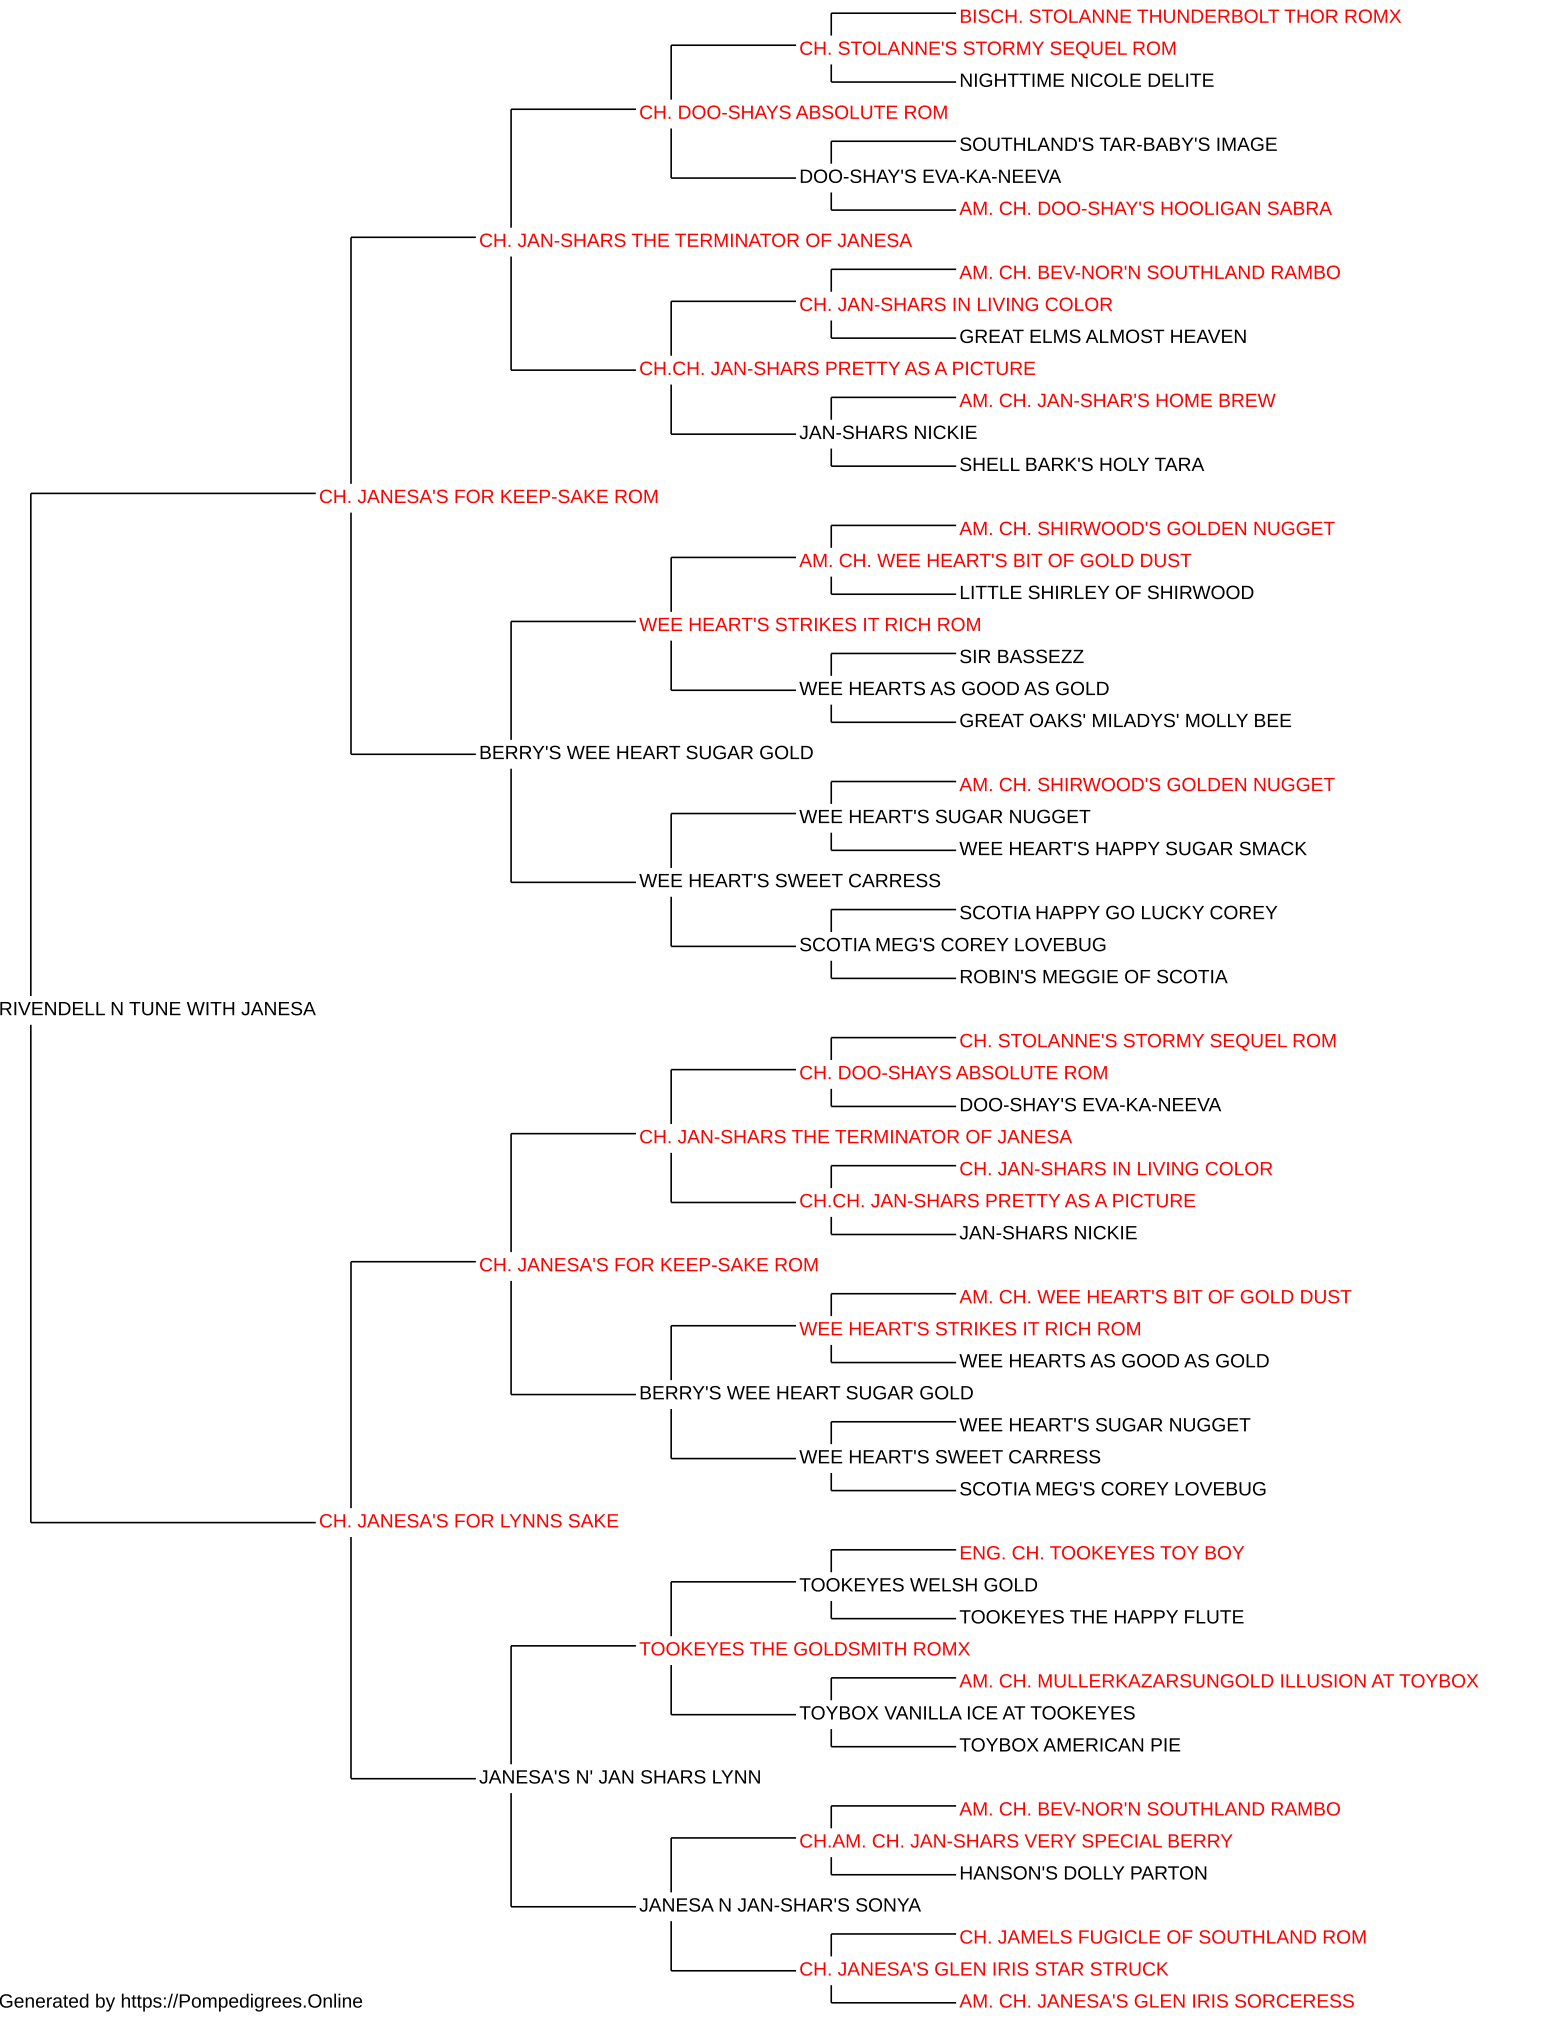 BISCH. STOLANNE THUNDERBOLT THOR ROMX
CH. STOLANNE'S STORMY SEQUEL ROM
NIGHTTIME NICOLE DELITE
CH. DOO-SHAYS ABSOLUTE ROM
SOUTHLAND'S TAR-BABY'S IMAGE
DOO-SHAY'S EVA-KA-NEEVA
AM. CH. DOO-SHAY'S HOOLIGAN SABRA
CH. JAN-SHARS THE TERMINATOR OF JANESA
AM. CH. BEV-NOR'N SOUTHLAND RAMBO
CH. JAN-SHARS IN LIVING COLOR
GREAT ELMS ALMOST HEAVEN
CH.CH. JAN-SHARS PRETTY AS A PICTURE
AM. CH. JAN-SHAR'S HOME BREW
JAN-SHARS NICKIE
SHELL BARK'S HOLY TARA
CH. JANESA'S FOR KEEP-SAKE ROM
AM. CH. SHIRWOOD'S GOLDEN NUGGET
AM. CH. WEE HEART'S BIT OF GOLD DUST
LITTLE SHIRLEY OF SHIRWOOD
WEE HEART'S STRIKES IT RICH ROM
SIR BASSEZZ
WEE HEARTS AS GOOD AS GOLD
GREAT OAKS' MILADYS' MOLLY BEE
BERRY'S WEE HEART SUGAR GOLD
AM. CH. SHIRWOOD'S GOLDEN NUGGET
WEE HEART'S SUGAR NUGGET
WEE HEART'S HAPPY SUGAR SMACK
WEE HEART'S SWEET CARRESS
SCOTIA HAPPY GO LUCKY COREY
SCOTIA MEG'S COREY LOVEBUG
ROBIN'S MEGGIE OF SCOTIA
RIVENDELL N TUNE WITH JANESA
CH. STOLANNE'S STORMY SEQUEL ROM
CH. DOO-SHAYS ABSOLUTE ROM
DOO-SHAY'S EVA-KA-NEEVA
CH. JAN-SHARS THE TERMINATOR OF JANESA
CH. JAN-SHARS IN LIVING COLOR
CH.CH. JAN-SHARS PRETTY AS A PICTURE
JAN-SHARS NICKIE
CH. JANESA'S FOR KEEP-SAKE ROM
AM. CH. WEE HEART'S BIT OF GOLD DUST
WEE HEART'S STRIKES IT RICH ROM
WEE HEARTS AS GOOD AS GOLD
BERRY'S WEE HEART SUGAR GOLD
WEE HEART'S SUGAR NUGGET
WEE HEART'S SWEET CARRESS
SCOTIA MEG'S COREY LOVEBUG
CH. JANESA'S FOR LYNNS SAKE
ENG. CH. TOOKEYES TOY BOY
TOOKEYES WELSH GOLD
TOOKEYES THE HAPPY FLUTE
TOOKEYES THE GOLDSMITH ROMX
AM. CH. MULLERKAZARSUNGOLD ILLUSION AT TOYBOX
TOYBOX VANILLA ICE AT TOOKEYES
TOYBOX AMERICAN PIE
JANESA'S N' JAN SHARS LYNN
AM. CH. BEV-NOR'N SOUTHLAND RAMBO
CH.AM. CH. JAN-SHARS VERY SPECIAL BERRY
HANSON'S DOLLY PARTON
JANESA N JAN-SHAR'S SONYA
CH. JAMELS FUGICLE OF SOUTHLAND ROM
CH. JANESA'S GLEN IRIS STAR STRUCK
AM. CH. JANESA'S GLEN IRIS SORCERESS
Generated by https://Pompedigrees.Online